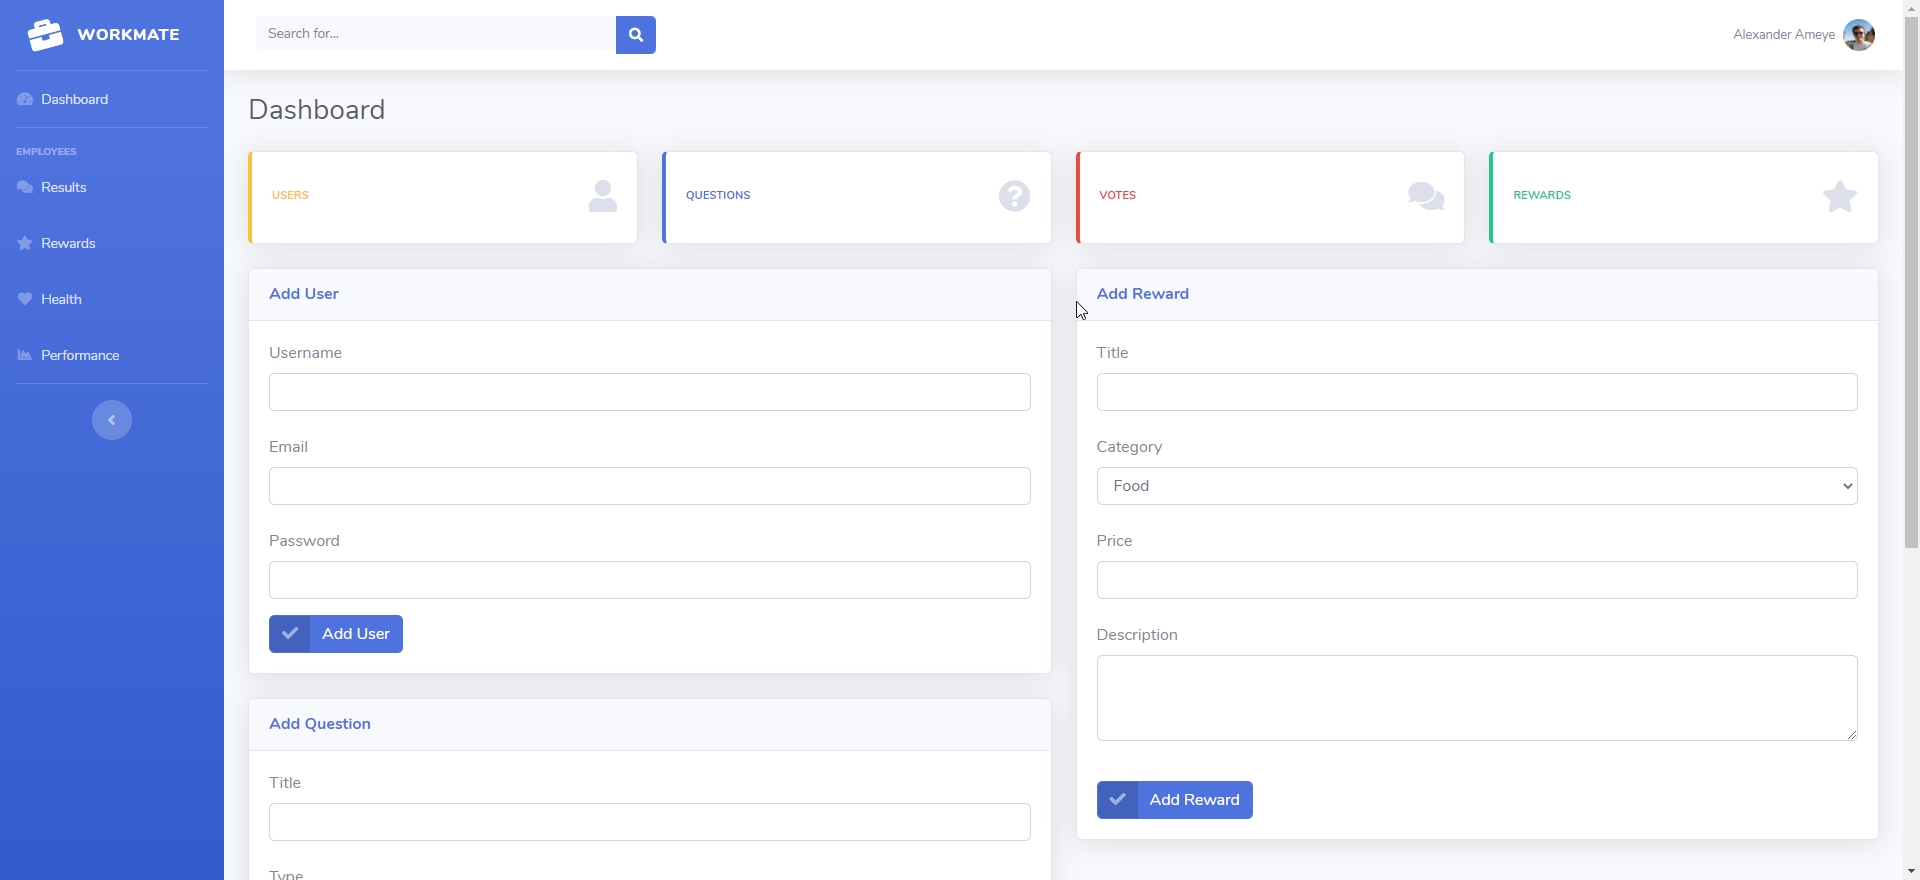 WORKMATE
Search for...
Alexander Ameye
Dashboard
EMPLOYEES
Results
Rewards
Health
Performance
Dashboard
USERS
QUESTIONS
VOTES
REWARDS
Add User
Username
Email
Password
Add User
Add Question
Title
Type
Add Reward
Title
Category
Food
Price
Description
Add Reward